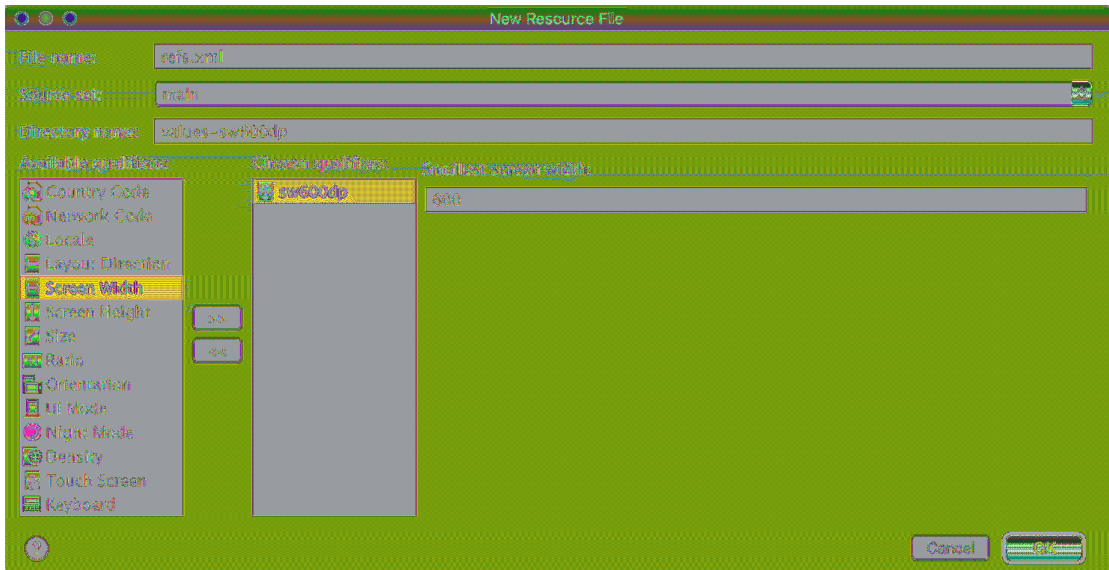 New Resource File
File name:
refs.xml
Source set:
main
Directory name:
values-sw600dp
Available qualifiers:
Chosen qualifiers:
Smallest screen width:
Country Code
Network Code
Locale
Layout Direction
Screen Width
Screen Height
Size
Ratio
Orientation
UI Mode
Night Mode
Density
Touch Screen
Keyboard
>>
<<
sw600dp
600
?
Cancel
OK